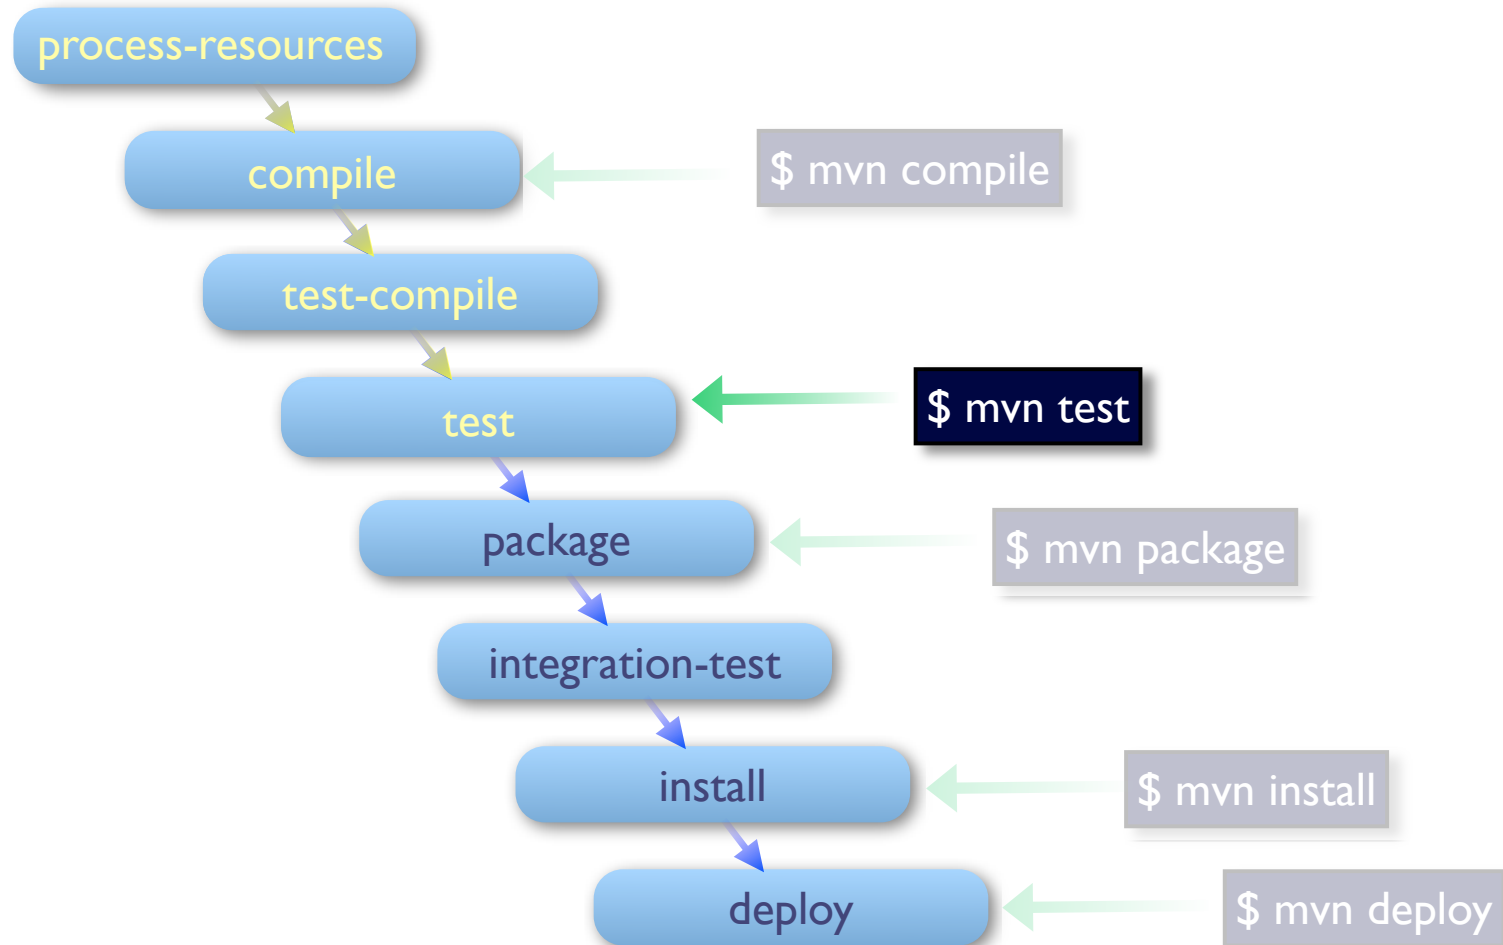 process-resources
compile
$ mvn compile
test-compile
test
$ mvn test
package
$ mvn package
integration-test
install
$ mvn install
deploy
$ mvn deploy